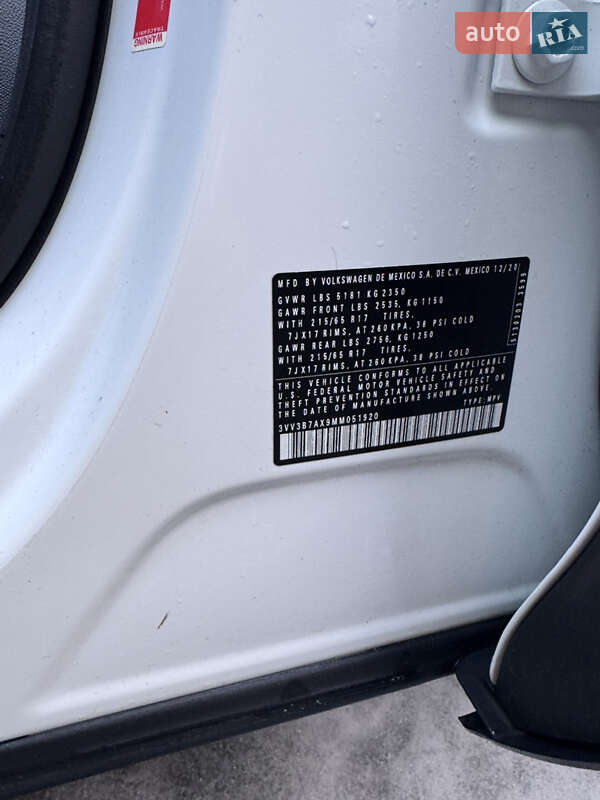 auto RIA
.com
WARNING
TRACEABLE
MFD BY VOLKSWAGEN DE MEXICO S.A. DE C.V. MEXICO 12/20
GVWR LBS 5181 KG 2350
GAWR FRONT LBS 2535, KG 1150
WITH 215/65 R17 TIRES,
7JX17 RIMS, AT 260 KPA, 38 PSI COLD
GAWR REAR LBS 2756, KG 1250
WITH 215/65 R17 TIRES,
7JX17 RIMS, AT 260 KPA, 38 PSI COLD
THIS VEHICLE CONFORMS TO ALL APPLICABLE
U.S. FEDERAL MOTOR VEHICLE SAFETY AND
THEFT PREVENTION STANDARDS IN EFFECT ON
THE DATE OF MANUFACTURE SHOWN ABOVE.
3VV3B7AX9MM051920 TYPE: MPV
5130303 3533